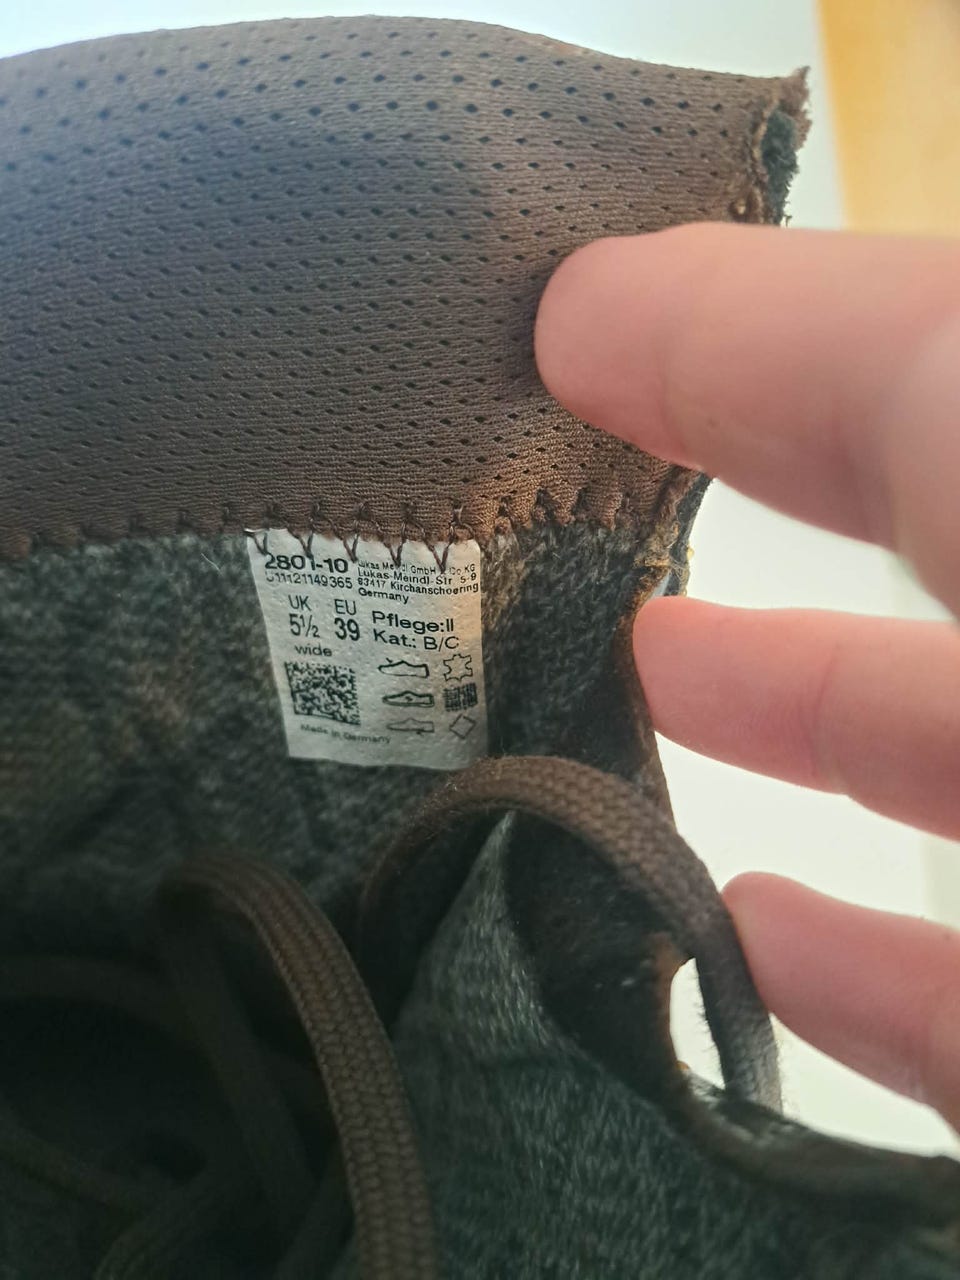 2801-10
U11121149365
Lukas Meindl GmbH & Co KG
Lukas-Meindl-Str. 5-9
83417 Kirchanschoering
Germany
UK EU
5½ 39
wide
Pflege:II
Kat.: B/C
Made in Germany